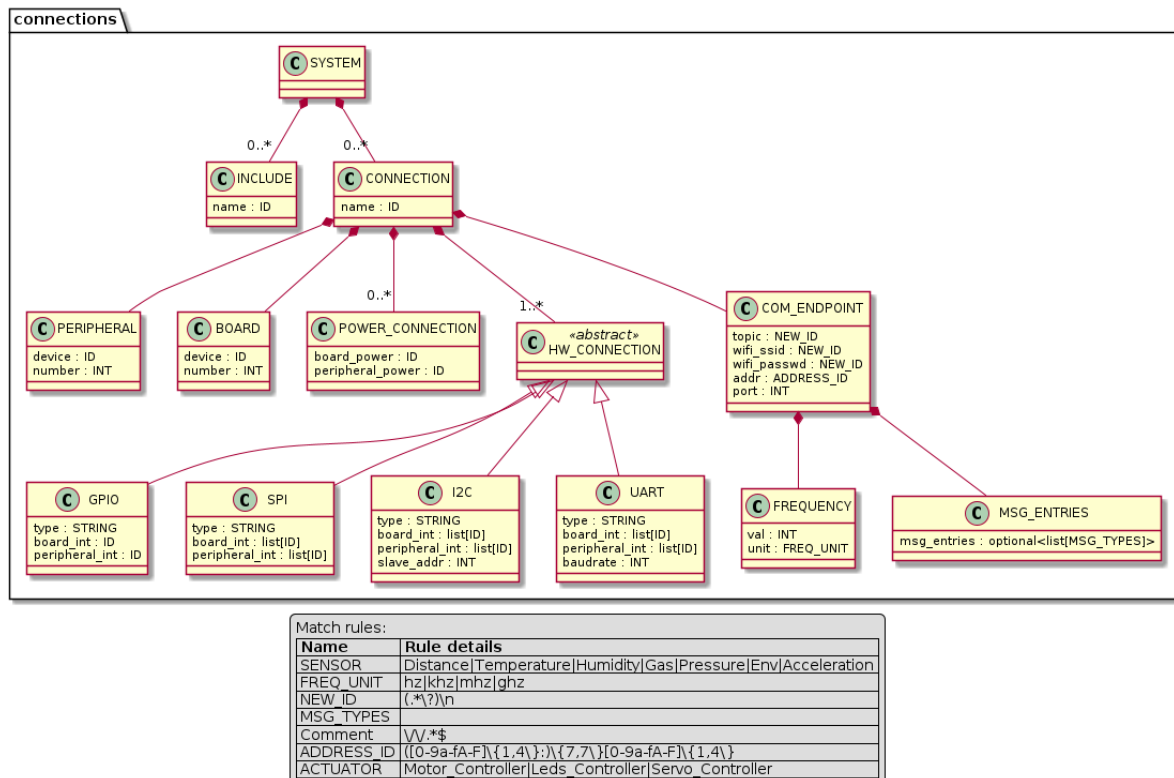 connections
C SYSTEM
0..*
0..*
C INCLUDE
name : ID
C CONNECTION
name : ID
0..*
1..*
C PERIPHERAL
device : ID
number : INT
C BOARD
device : ID
number : INT
C POWER_CONNECTION
board_power : ID
peripheral_power : ID
C «abstract»
HW_CONNECTION
C COM_ENDPOINT
topic : NEW_ID
wifi_ssid : NEW_ID
wifi_passwd : NEW_ID
addr : ADDRESS_ID
port : INT
C GPIO
type : STRING
board_int : ID
peripheral_int : ID
C SPI
type : STRING
board_int : list[ID]
peripheral_int : list[ID]
C I2C
type : STRING
board_int : list[ID]
peripheral_int : list[ID]
slave_addr : INT
C UART
type : STRING
board_int : list[ID]
peripheral_int : list[ID]
baudrate : INT
C FREQUENCY
val : INT
unit : FREQ_UNIT
C MSG_ENTRIES
msg_entries : optional<list[MSG_TYPES]>
Match rules:
Name Rule details
SENSOR Distance|Temperature|Humidity|Gas|Pressure|Env|Acceleration
FREQ_UNIT hz|khz|mhz|ghz
NEW_ID (.*\?)\n
MSG_TYPES
Comment \/\/.*$
ADDRESS_ID ([0-9a-fA-F]\{1,4\}:)\{7,7\}[0-9a-fA-F]\{1,4\}
ACTUATOR Motor_Controller|Leds_Controller|Servo_Controller